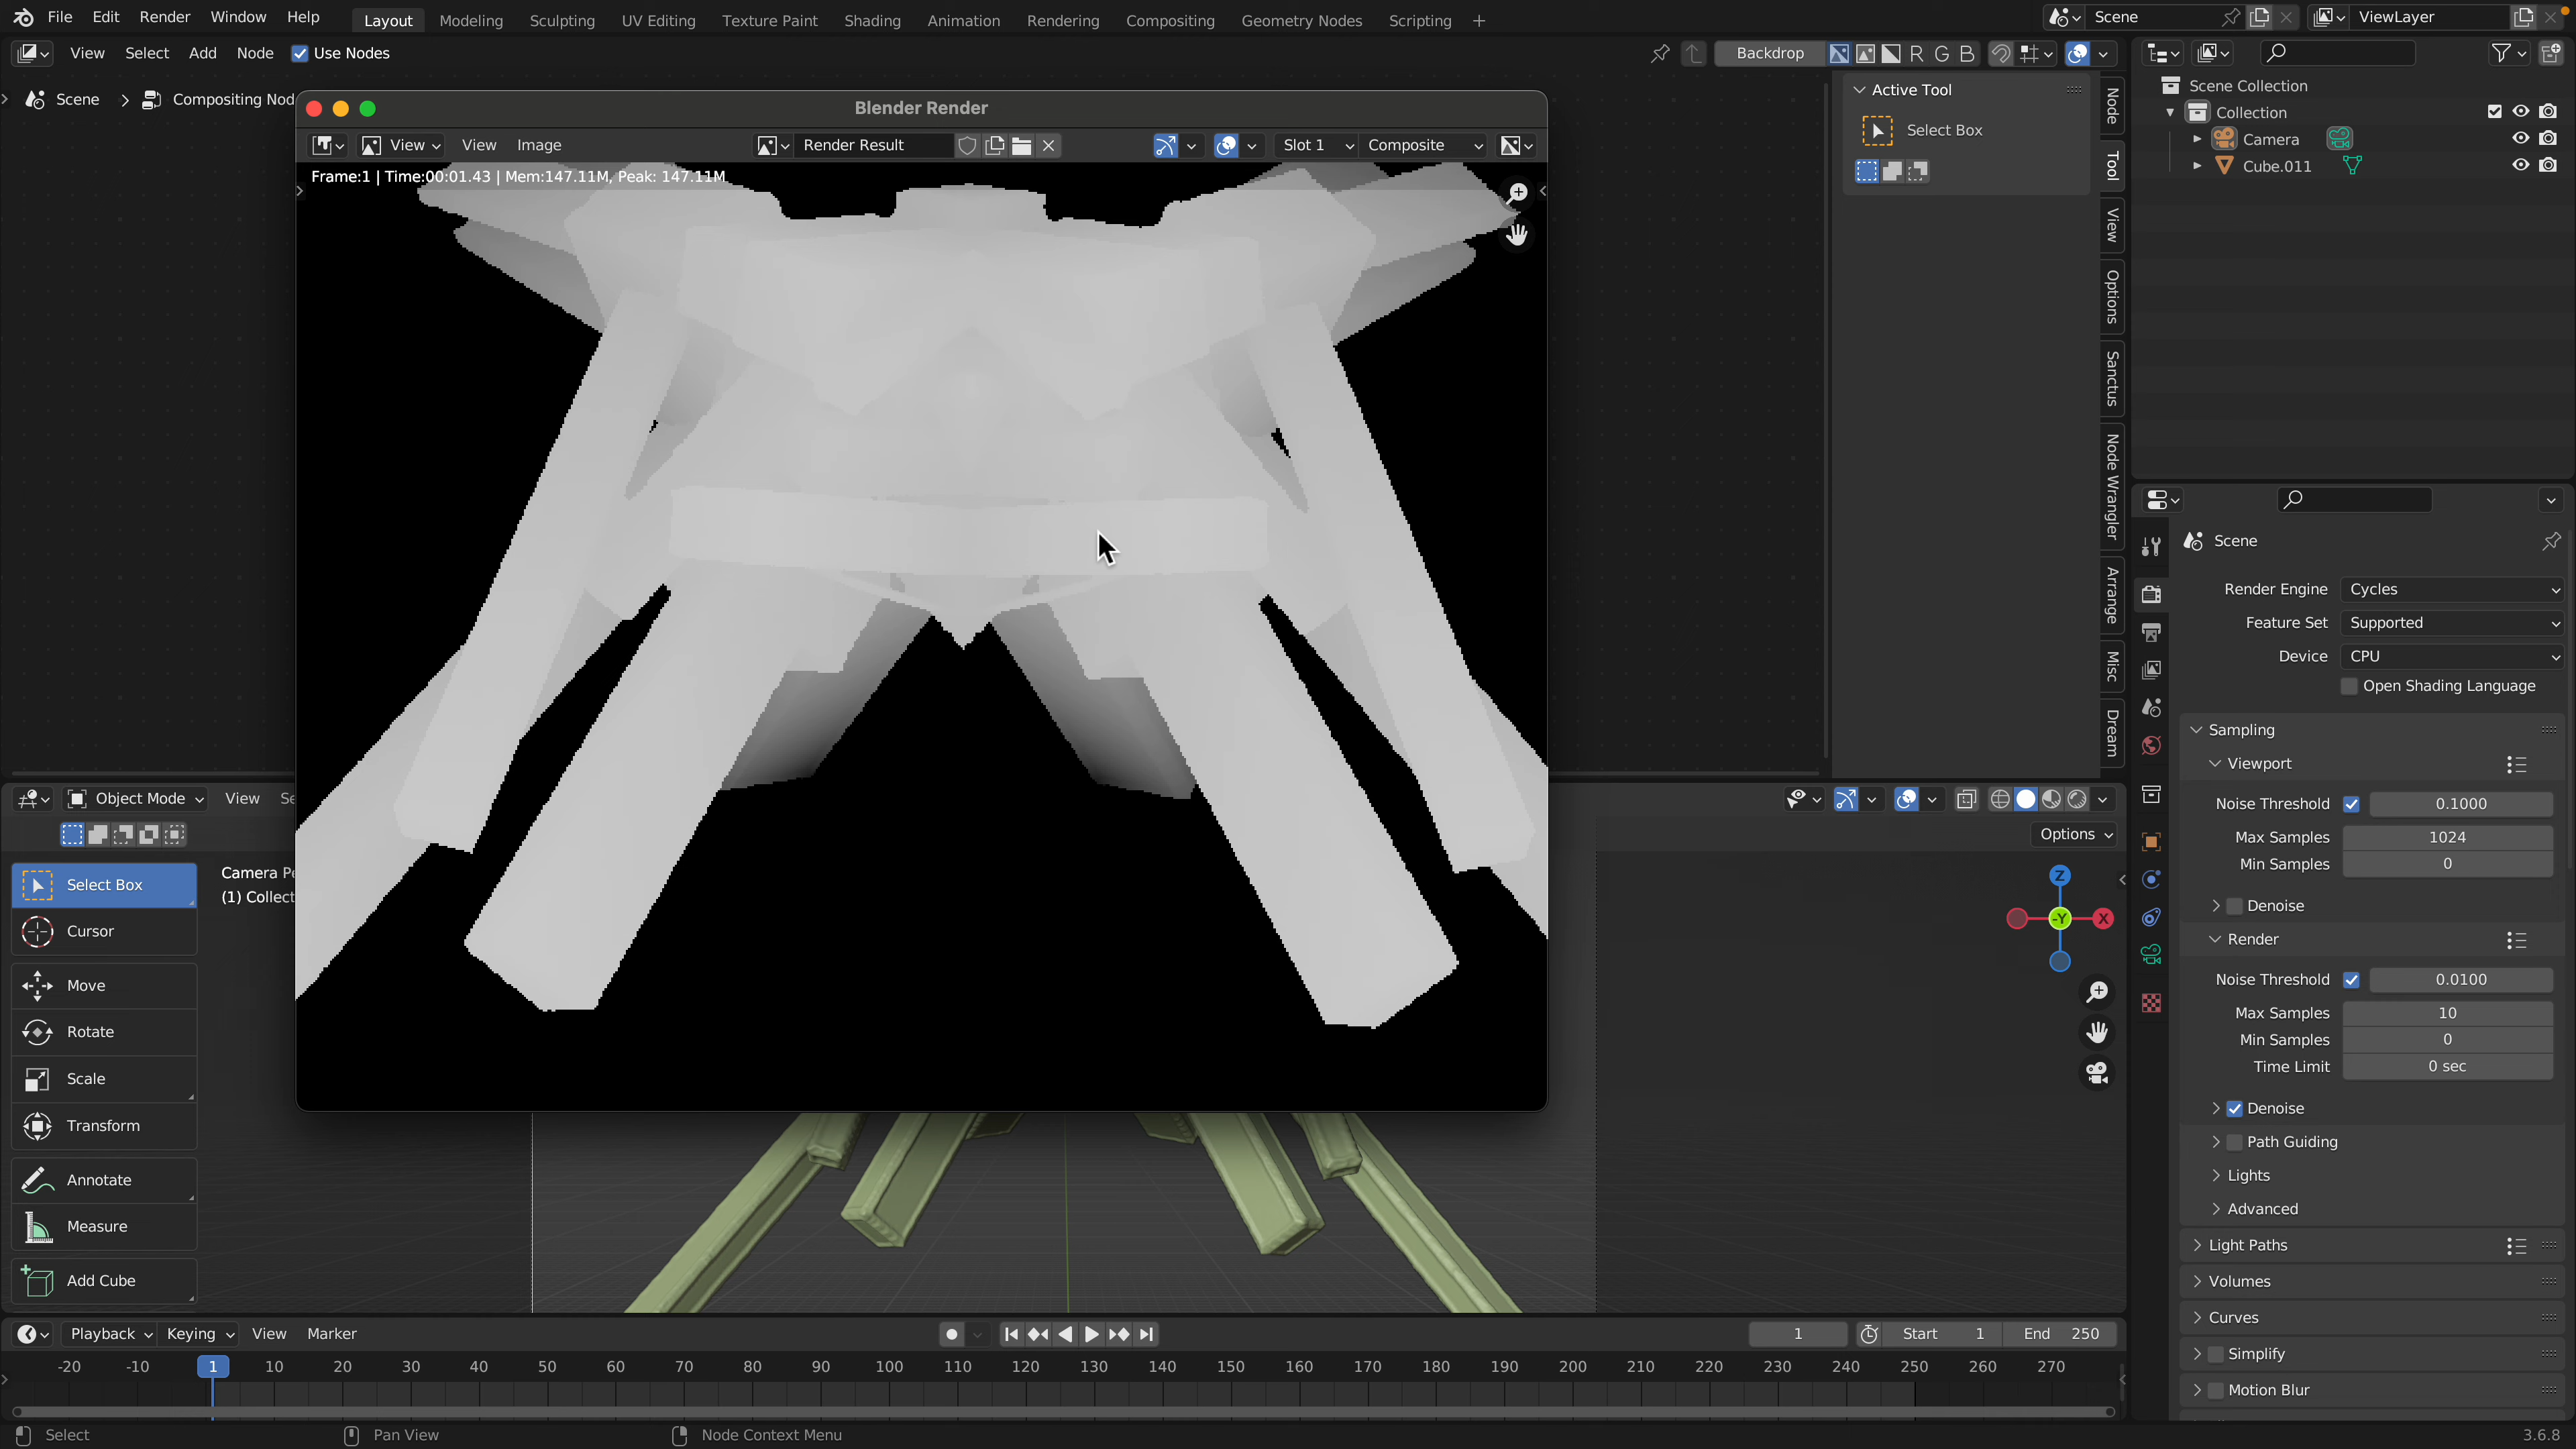 File Edit Render Window Help
Layout Modeling Sculpting UV Editing Texture Paint Shading Animation Rendering Compositing Geometry Nodes Scripting +
Scene
ViewLayer
View Select Add Node Use Nodes
Backdrop
R G B
Scene > Compositing Nod
Blender Render
View View Image
Render Result
Slot 1 Composite
Frame:1 | Time:00:01.43 | Mem:147.11M, Peak: 147.11M
Active Tool
Select Box
Node
Tool
View
Options
Sanctus
Node Wrangler
Arrange
Misc
Dream
Scene Collection
Collection
Camera
Cube.011
Scene
Render Engine Cycles
Feature Set Supported
Device CPU
Open Shading Language
Sampling
Viewport
Noise Threshold 0.1000
Max Samples 1024
Min Samples 0
Denoise
Render
Noise Threshold 0.0100
Max Samples 10
Min Samples 0
Time Limit 0 sec
Denoise
Path Guiding
Lights
Advanced
Light Paths
Volumes
Curves
Simplify
Motion Blur
Object Mode View Se
Options
Select Box
Cursor
Move
Rotate
Scale
Transform
Annotate
Measure
Add Cube
Camera Pe
(1) Collect
Z
-Y
X
Playback Keying View Marker
1 Start 1 End 250
-20 -10 1 10 20 30 40 50 60 70 80 90 100 110 120 130 140 150 160 170 180 190 200 210 220 230 240 250 260 270
Select Pan View Node Context Menu
3.6.8